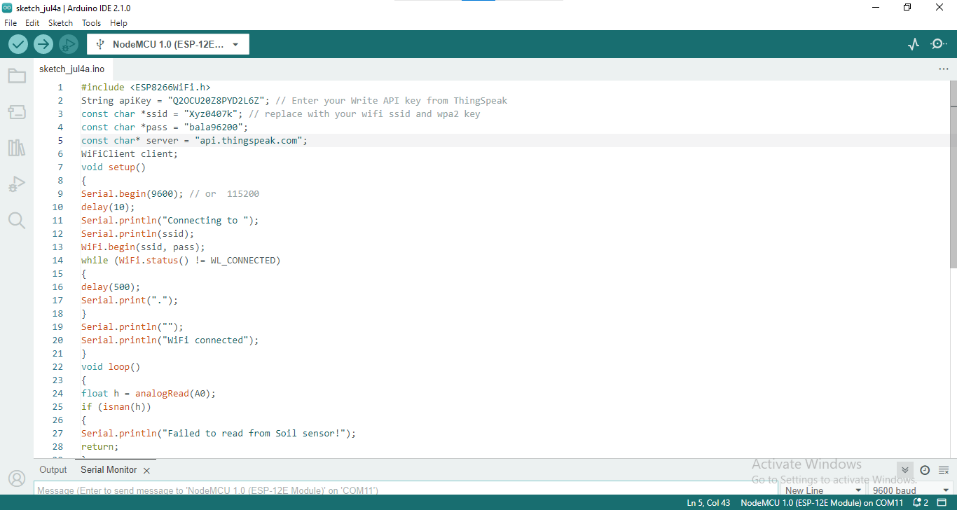 sketch_jul4a | Arduino IDE 2.1.0
File Edit Sketch Tools Help
NodeMCU 1.0 (ESP-12E...
sketch_jul4a.ino
1 #include <ESP8266WiFi.h>
2 String apiKey = "Q2OCU20Z8PYD2L6Z"; // Enter your Write API key from ThingSpeak
3 const char *ssid = "Xyz0407k"; // replace with your wifi ssid and wpa2 key
4 const char *pass = "bala96200";
5 const char* server = "api.thingspeak.com";
6 WiFiClient client;
7 void setup()
8 {
9 Serial.begin(9600); // or 115200
10 delay(10);
11 Serial.println("Connecting to ");
12 Serial.println(ssid);
13 WiFi.begin(ssid, pass);
14 while (WiFi.status() != WL_CONNECTED)
15 {
16 delay(500);
17 Serial.print(".");
18 }
19 Serial.println("");
20 Serial.println("WiFi connected");
21 }
22 void loop()
23 {
24 float h = analogRead(A0);
25 if (isnan(h))
26 {
27 Serial.println("Failed to read from Soil sensor!");
28 return;
Output Serial Monitor
Activate Windows
Go to Settings to activate Windows.
Message (Enter to send message to 'NodeMCU 1.0 (ESP-12E Module)' on 'COM11')
New Line 9600 baud
Ln 5, Col 43 NodeMCU 1.0 (ESP-12E Module) on COM11 2